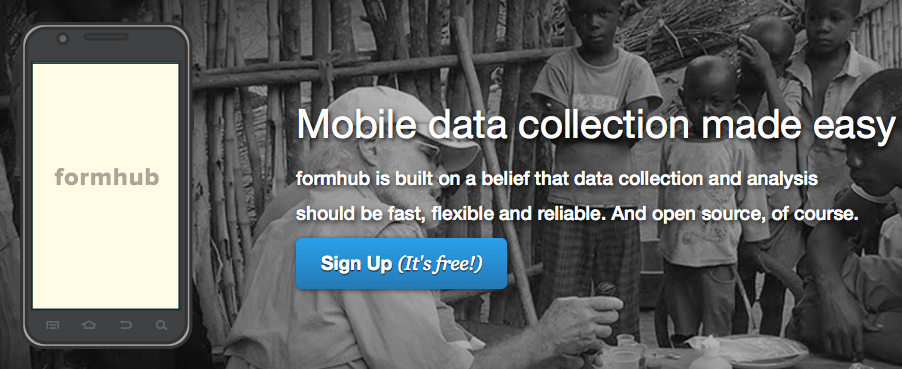 formhub
Mobile data collection made easy
formhub is built on a belief that data collection and analysis
should be fast, flexible and reliable. And open source, of course.
Sign Up (It's free!)